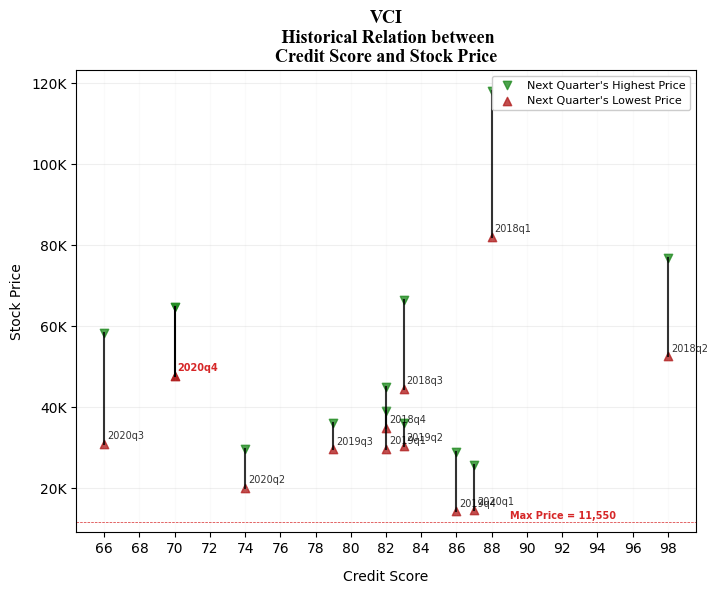 VCI
Historical Relation between
Credit Score and Stock Price
Next Quarter's Highest Price
Next Quarter's Lowest Price
120K
100K
80K
60K
40K
20K
Stock Price
2018q1
2018q2
2020q4
2018q3
2018q4
2020q3
2019q3
2019q1
2019q2
2020q2
2019q4
2020q1
Max Price = 11,550
66 68 70 72 74 76 78 80 82 84 86 88 90 92 94 96 98
Credit Score